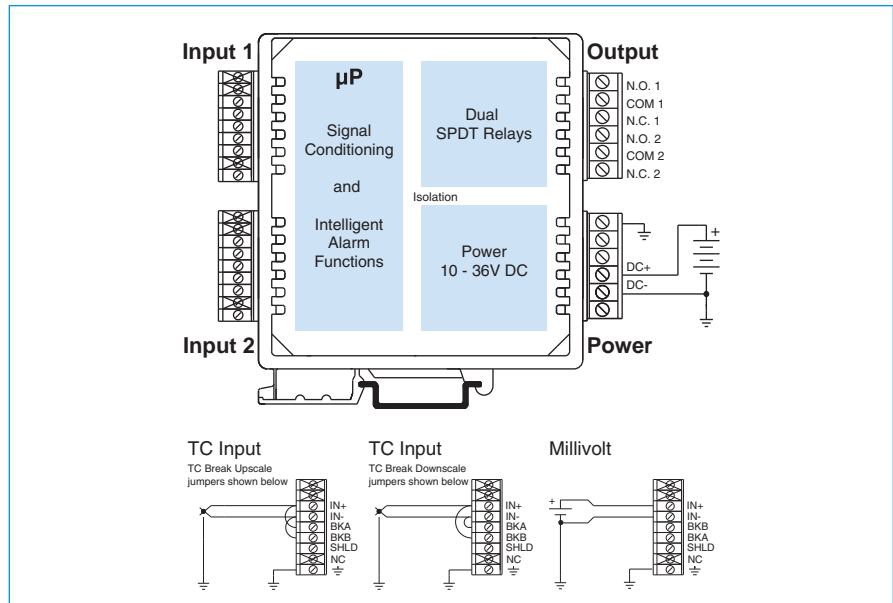 Input 1
Output
µP
Signal
Conditioning
and
Intelligent
Alarm
Functions
Dual
SPDT Relays
Isolation
Power
10 - 36V DC
N.O. 1
COM 1
N.C. 1
N.O. 2
COM 2
N.C. 2
+
DC+
DC-
Input 2
Power
TC Input
TC Break Upscale
jumpers shown below
IN+
IN-
BKA
BKB
SHLD
NC
TC Input
TC Break Downscale
jumpers shown below
IN+
IN-
BKA
BKB
SHLD
NC
Millivolt
+
IN+
IN-
BKB
BKA
SHLD
NC